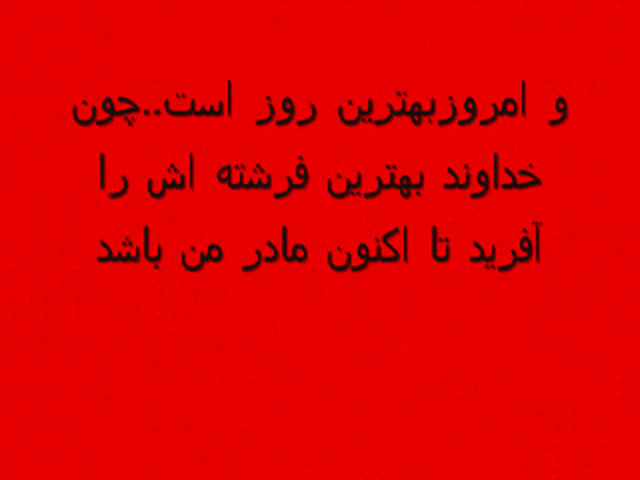 و امروزبهترین روز است..چون
خداوند بهترین فرشته اش را
آفرید تا اکنون مادر من باشد